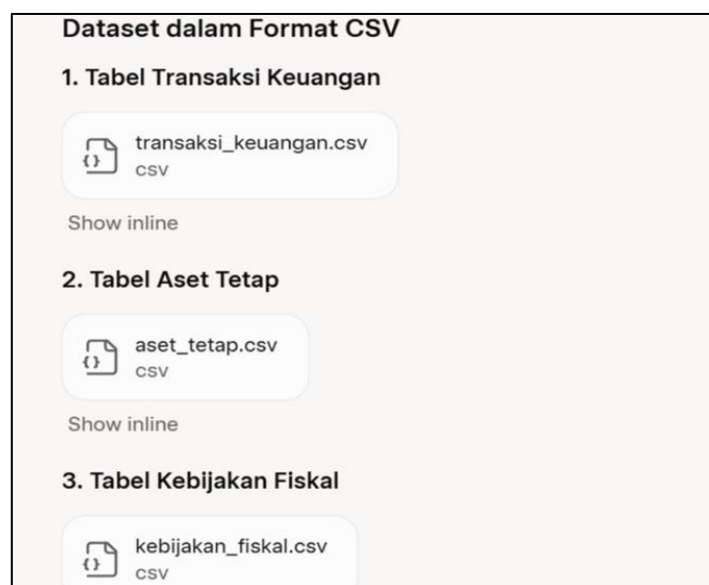 Dataset dalam Format CSV
1. Tabel Transaksi Keuangan
{}
transaksi_keuangan.csv
csv
Show inline
2. Tabel Aset Tetap
{}
aset_tetap.csv
csv
Show inline
3. Tabel Kebijakan Fiskal
{}
kebijakan_fiskal.csv
csv